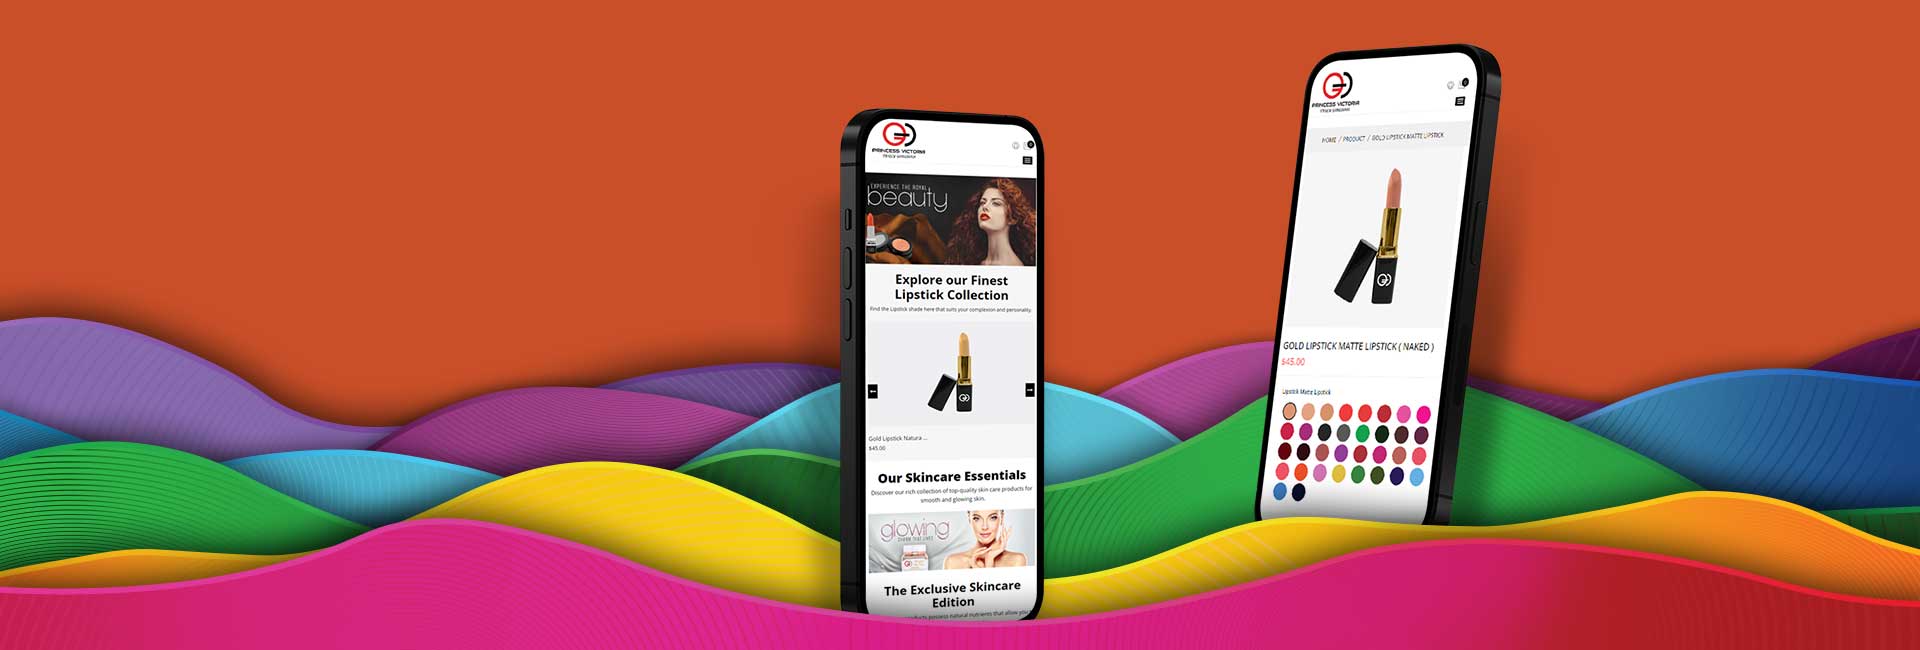 PRINCESS VICTORIA
EXPERIENCE THE ROYAL
beauty
Explore our Finest
Lipstick Collection
Find the Lipstick shade here that suits your complexion and personality.
Gold Lipstick Natura ...
$45.00
Our Skincare Essentials
Discover our rich collection of top-quality skin care products for
smooth and glowing skin.
glowing
The Exclusive Skincare
Edition
products possess natural nutrients that allow you
PRINCESS VICTORIA
HOME / PRODUCT / GOLD LIPSTICK MATTE LIPSTICK
GOLD LIPSTICK MATTE LIPSTICK ( NAKED )
$45.00
Lipstick Matte Lipstick